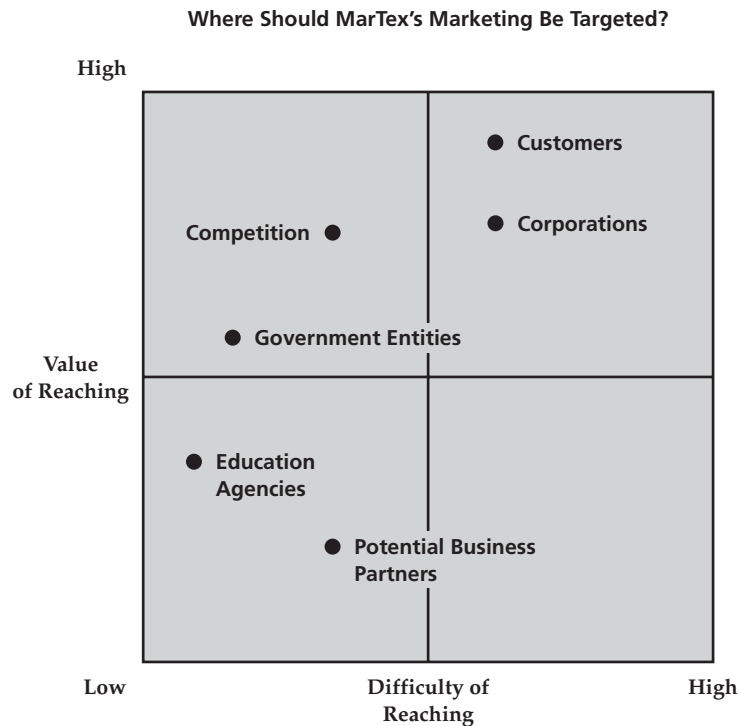 Where Should MarTex’s Marketing Be Targeted?
High
Customers
Corporations
Competition
Government Entities
Value
of Reaching
Education
Agencies
Potential Business
Partners
Low
Difficulty of
Reaching
High